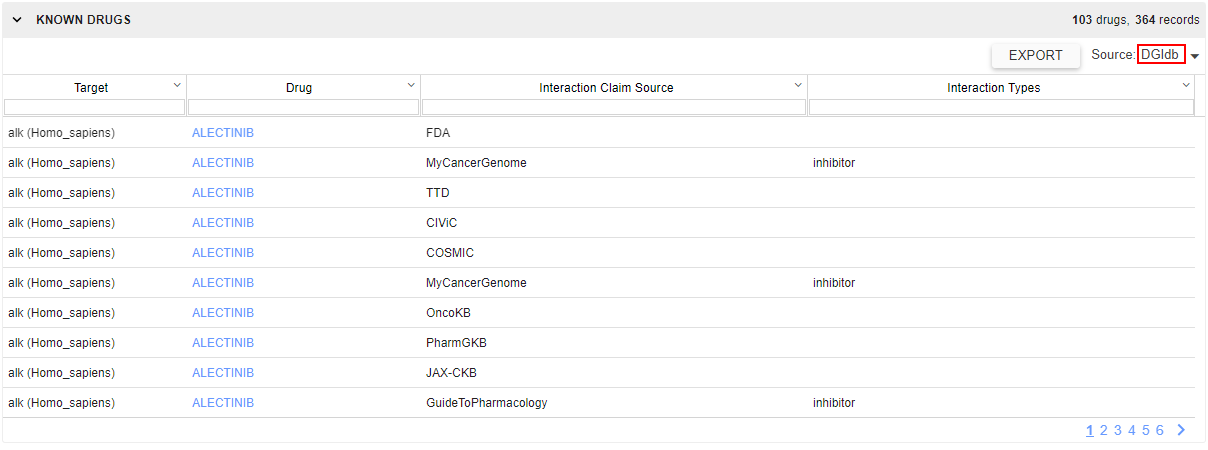 KNOWN DRUGS 103 drugs, 364 records
EXPORT Source: DGIdb
Target Drug Interaction Claim Source Interaction Types
alk (Homo_sapiens) ALECTINIB FDA
alk (Homo_sapiens) ALECTINIB MyCancerGenome inhibitor
alk (Homo_sapiens) ALECTINIB TTD
alk (Homo_sapiens) ALECTINIB CIViC
alk (Homo_sapiens) ALECTINIB COSMIC
alk (Homo_sapiens) ALECTINIB MyCancerGenome inhibitor
alk (Homo_sapiens) ALECTINIB OncoKB
alk (Homo_sapiens) ALECTINIB PharmGKB
alk (Homo_sapiens) ALECTINIB JAX-CKB
alk (Homo_sapiens) ALECTINIB GuideToPharmacology inhibitor
1 2 3 4 5 6